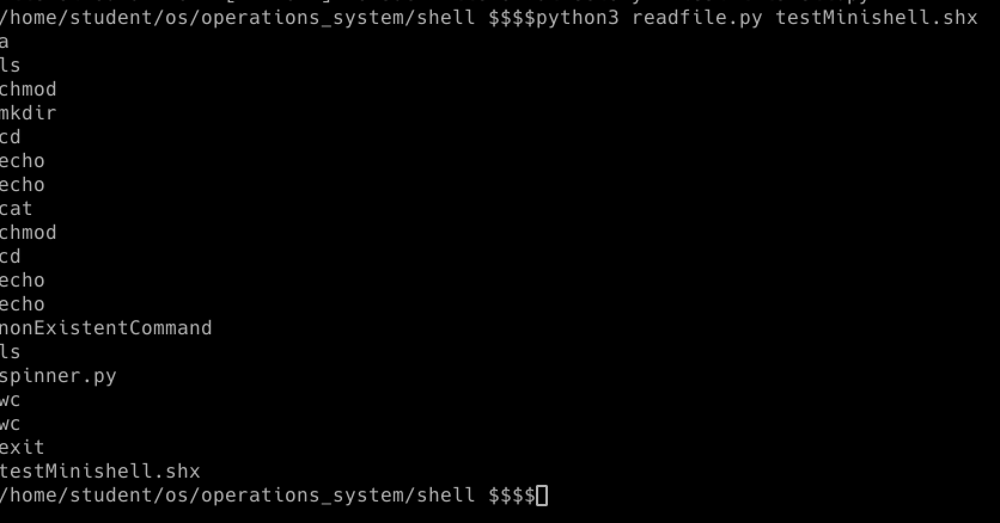 /home/student/os/operations_system/shell $$$$python3 readfile.py testMinishell.shx
a
ls
chmod
mkdir
cd
echo
echo
cat
chmod
cd
echo
echo
nonExistentCommand
ls
spinner.py
wc
wc
exit
testMinishell.shx
/home/student/os/operations_system/shell $$$$